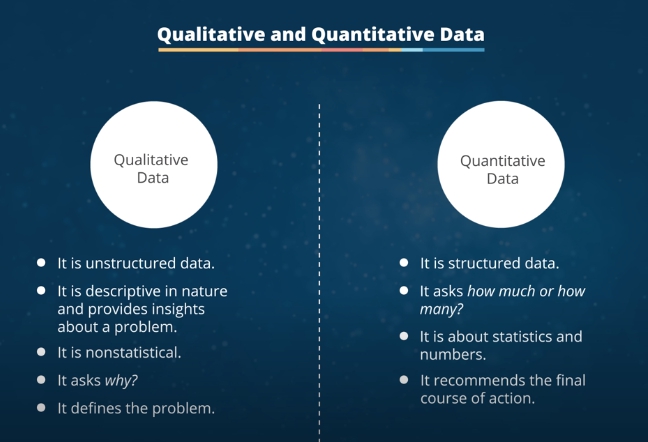 Qualitative and Quantitative Data
Qualitative
Data
It is unstructured data.
It is descriptive in nature
and provides insights
about a problem.
It is nonstatistical.
It asks why?
It defines the problem.
Quantitative
Data
It is structured data.
It asks how much or how
many?
It is about statistics and
numbers.
It recommends the final
course of action.